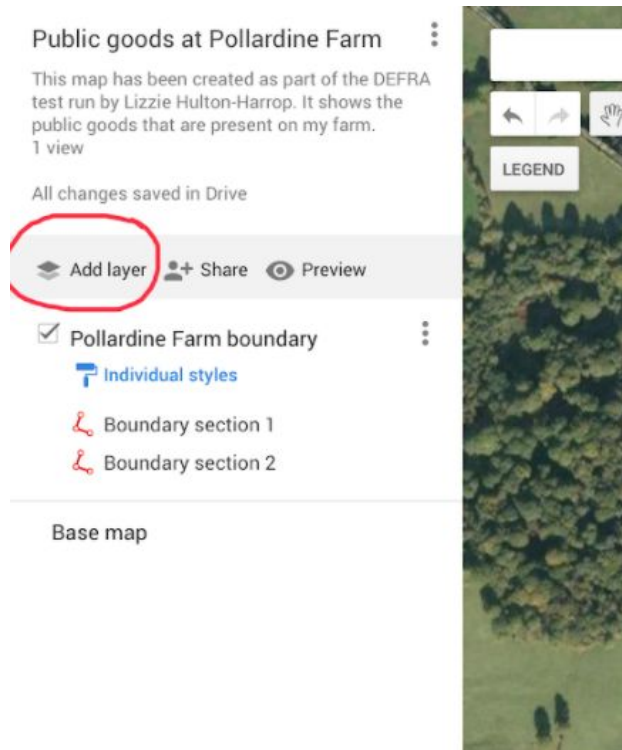 Public goods at Pollardine Farm
This map has been created as part of the DEFRA
test run by Lizzie Hulton-Harrop. It shows the
public goods that are present on my farm.
1 view
All changes saved in Drive
Add layer Share Preview
Pollardine Farm boundary
Individual styles
Boundary section 1
Boundary section 2
Base map
LEGEND